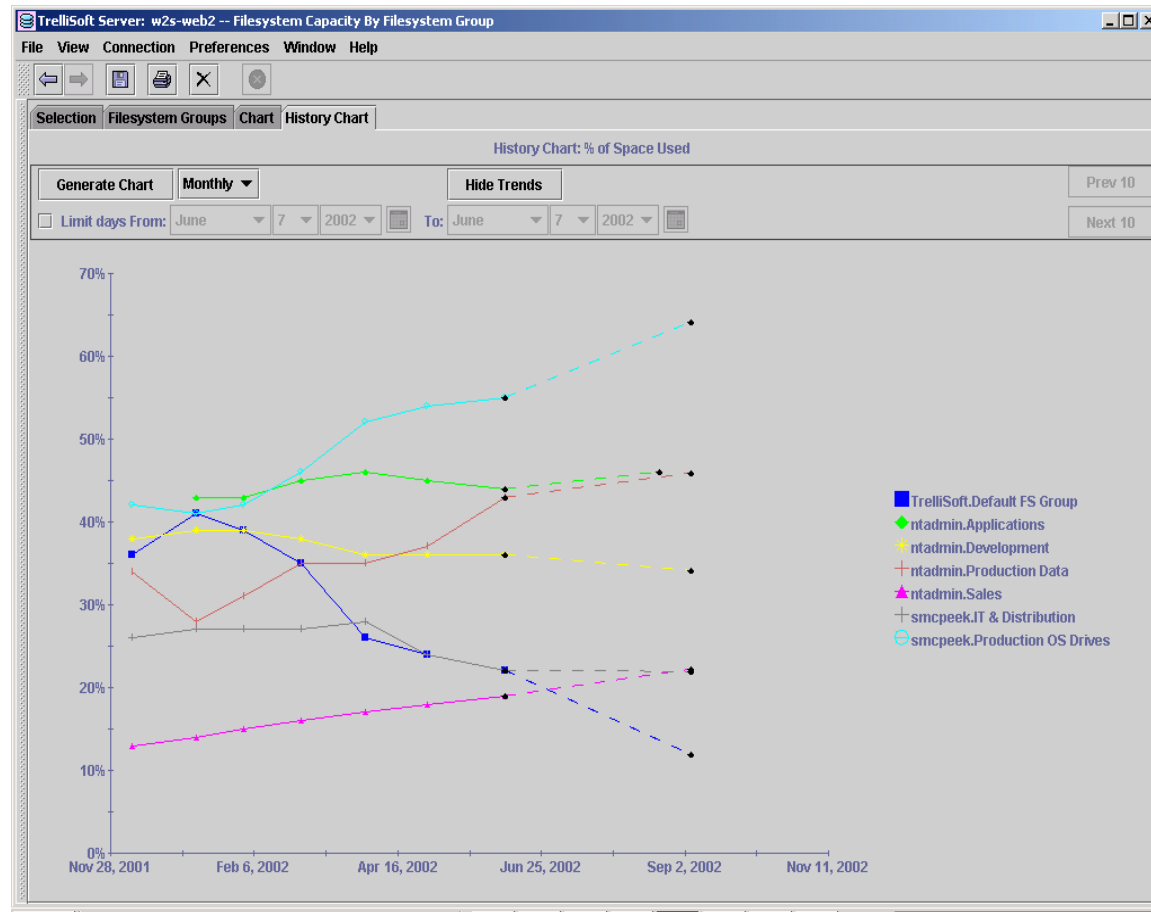 TrelliSoft Server: w2s-web2 -- Filesystem Capacity By Filesystem Group
File View Connection Preferences Window Help
Selection Filesystem Groups Chart History Chart
History Chart: % of Space Used
Generate Chart Monthly Hide Trends Prev 10
Limit days From: June 7 2002 To: June 7 2002 Next 10
70%
60%
50%
40%
30%
20%
10%
0%
Nov 28, 2001 Feb 6, 2002 Apr 16, 2002 Jun 25, 2002 Sep 2, 2002 Nov 11, 2002
TrelliSoft.Default FS Group
ntadmin.Applications
ntadmin.Development
ntadmin.Production Data
ntadmin.Sales
smcpeek.IT & Distribution
smcpeek.Production OS Drives